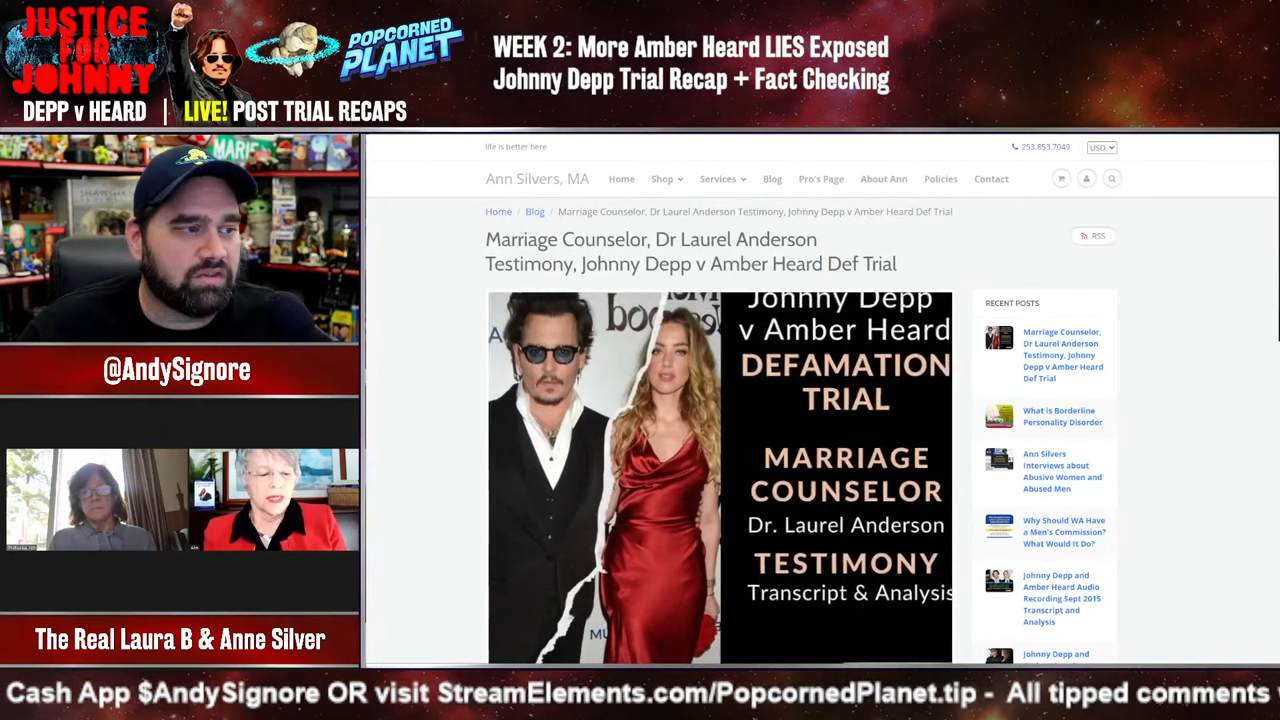 JUSTICE
FOR
JOHNNY
DEPP v HEARD | LIVE! POST TRIAL RECAPS
POPCORNED
PLANET
WEEK 2: More Amber Heard LIES Exposed
Johnny Depp Trial Recap + Fact Checking
@AndySignore
The Real Laura B & Anne Silver
life is better here
253.853.7049
USD
Ann Silvers, MA
Home
Shop
Services
Blog
Pro's Page
About Ann
Policies
Contact
Home / Blog / Marriage Counselor, Dr Laurel Anderson Testimony, Johnny Depp v Amber Heard Def Trial
Marriage Counselor, Dr Laurel Anderson
Testimony, Johnny Depp v Amber Heard Def Trial
RSS
Johnny Depp
v Amber Heard
DEFAMATION
TRIAL
MARRIAGE
COUNSELOR
Dr. Laurel Anderson
TESTIMONY
Transcript & Analysis
RECENT POSTS
Marriage Counselor,
Dr Laurel Anderson
Testimony, Johnny
Depp v Amber Heard
Def Trial
What is Borderline
Personality Disorder
Ann Silvers
Interviews about
Abusive Women and
Abused Men
Why Should WA Have
a Men's Commission?
What Would It Do?
Johnny Depp and
Amber Heard Audio
Recording Sept 2015
Transcript and
Analysis
Johnny Depp and
Cash App $AndySignore OR visit StreamElements.com/PopcornedPlanet.tip - All tipped comments